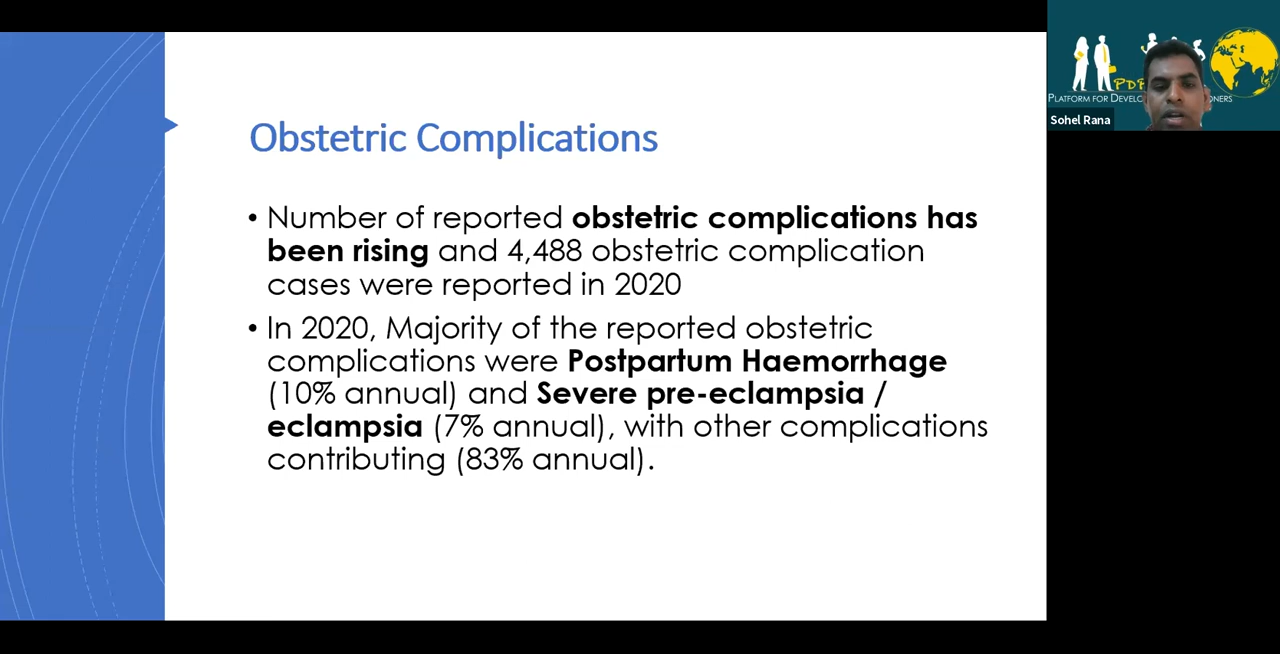 Obstetric Complications
• Number of reported obstetric complications has
been rising and 4,488 obstetric complication
cases were reported in 2020
• In 2020, Majority of the reported obstetric
complications were Postpartum Haemorrhage
(10% annual) and Severe pre-eclampsia /
eclampsia (7% annual), with other complications
contributing (83% annual).
PLATFORM FOR
Sohel Rana